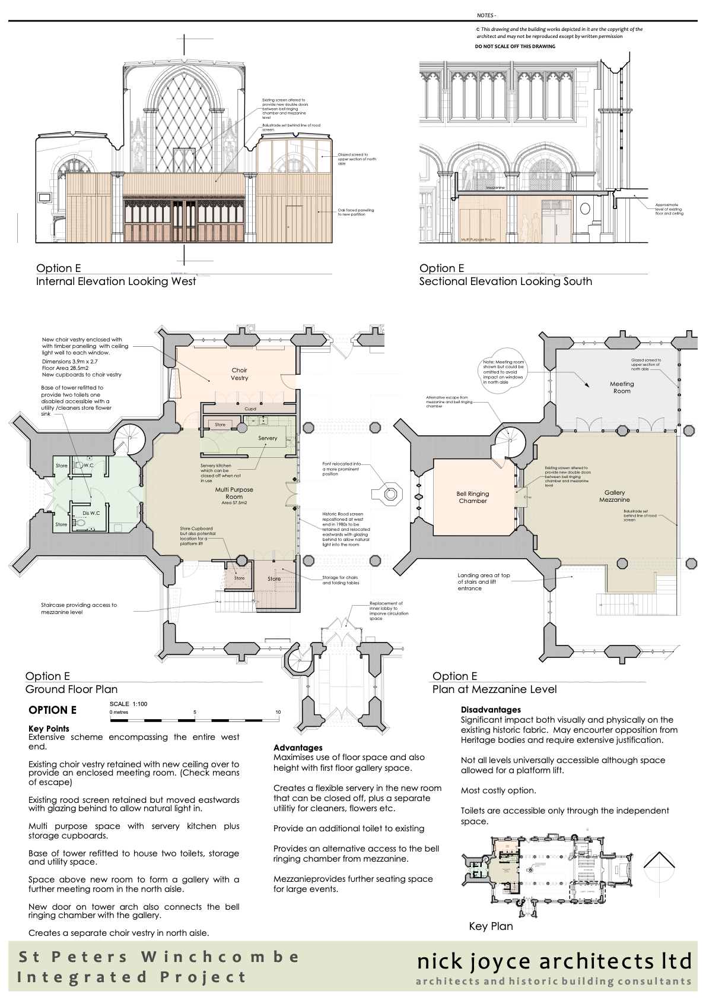 NOTES -
c This drawing and the building works depicted in it are the copyright of the
architect and may not be reproduced except by written permission
DO NOT SCALE OFF THIS DRAWING
Existing screen altered to
provide new double doors
between bell ringing
chamber and mezzanine
level
Balustrade set behind line of rood
screen
Glazed screed to
upper section of north
aisle
Oak faced panelling
to new partition
Option E
Internal Elevation Looking West
Mezzanine
Multi Purpose Room
Approximate
level of existing
floor and ceiling
Option E
Sectional Elevation Looking South
New choir vestry enclosed with
with timber panelling with ceiling
light well to each window.
Dimensions 3.9m x 2.7
Floor Area 28.5m2
New cupboards to choir vestry
Base of tower refitted to
provide two toilets one
disabled accessible with a
utility /cleaners store flower
sink
Choir
Vestry
Cupd
Store
Servery
Servery kitchen
which can be
closed off when not
in use
Store
W.C
Dis W.C
Store
Multi Purpose
Room
Area 57.5m2
Store Cupboard
but also potential
location for a
platform lift
Store
Store
up
Staircase providing access to
mezzanine level
Font relocated into
a more prominent
position
Historic Rood screen
repositioned at west
end in 1980s to be
retained and relocated
eastwards with glazing
behind to allow natural
light into the room
Storage for chairs
and folding tables
Replacement of
inner lobby to
imporve circulation
space
Option E
Ground Floor Plan
Note: Meeting room
shown but could be
omitted to avoid
impact on windows
in north aisle
Glazed screed to
upper section of
north aisle
Meeting
Room
Alternative escape from
mezzanine and bell ringing
chamber
Existing screen altered to
provide new double doors
between bell ringing
chamber and mezzanine
level
Bell Ringing
Chamber
up
Gallery
Mezzanine
Balustrade set
behind line of rood
screen
Landing area at top
of stairs and lift
entrance
up
Option E
Plan at Mezzanine Level
OPTION E
SCALE 1:100
0 metres 5 10
Key Points
Extensive scheme encompassing the entire west
end.
Existing choir vestry retained with new ceiling over to
provide an enclosed meeting room. (Check means
of escape)
Existing rood screen retained but moved eastwards
with glazing behind to allow natural light in.
Multi purpose space with servery kitchen plus
storage cupboards.
Base of tower refitted to house two toilets, storage
and utility space.
Space above new room to form a gallery with a
further meeting room in the north aisle.
New door on tower arch also connects the bell
ringing chamber with the gallery.
Creates a separate choir vestry in north aisle.
Advantages
Maximises use of floor space and also
height with first floor gallery space.
Creates a flexible servery in the new room
that can be closed off, plus a separate
utilitiy for cleaners, flowers etc.
Provide an additional toilet to existing
Provides an alternative access to the bell
ringing chamber from mezzanine.
Mezzanieprovides further seating space
for large events.
Disadvantages
Significant impact both visually and physically on the
existing historic fabric. May encourter opposition from
Heritage bodies and require extensive justification.
Not all levels universally accessible although space
allowed for a platform lift.
Most costly option.
Toilets are accessible only through the independent
space.
LADY CHAPEL
Key Plan
St Peters Winchcombe
Integrated Project
nick joyce architects ltd
architects and historic building consultants